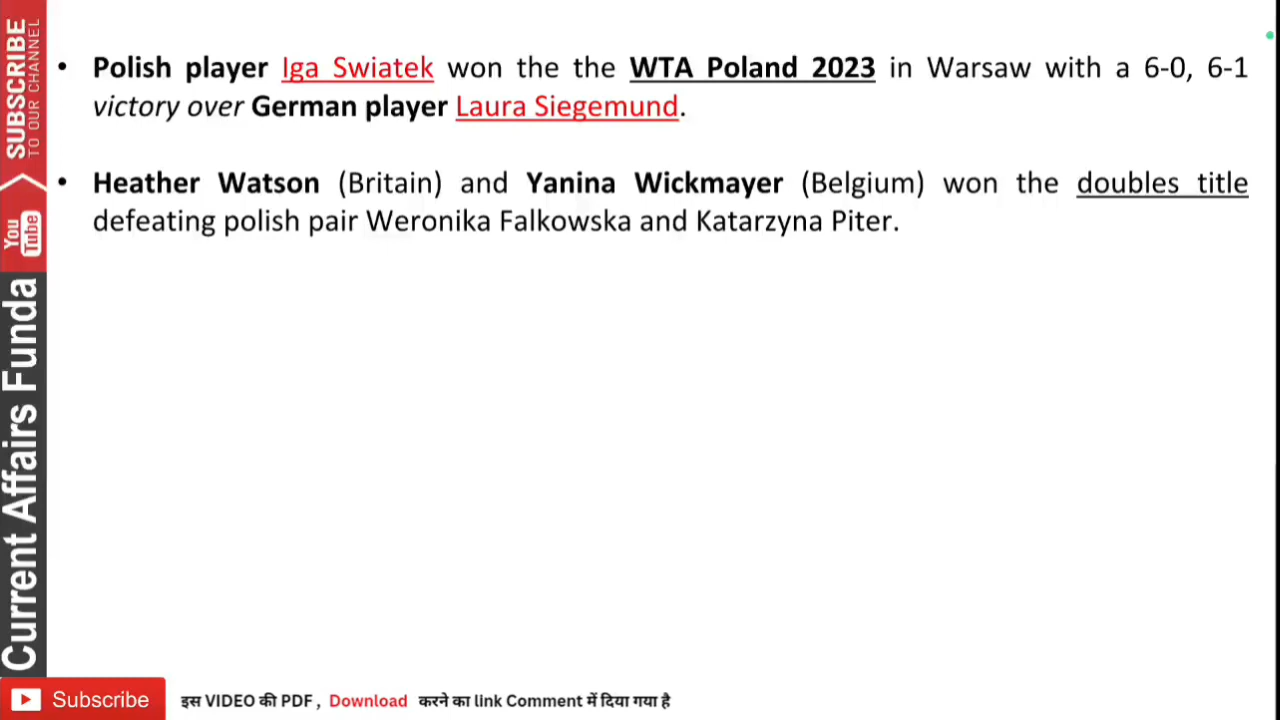 • Polish player Iga Swiatek won the the WTA Poland 2023 in Warsaw with a 6-0, 6-1
victory over German player Laura Siegemund.
• Heather Watson (Britain) and Yanina Wickmayer (Belgium) won the doubles title
defeating polish pair Weronika Falkowska and Katarzyna Piter.
SUBSCRIBE
TO OUR CHANNEL
You Tube
Current Affairs Funda
Subscribe इस VIDEO की PDF , Download करने का link Comment में दिया गया है